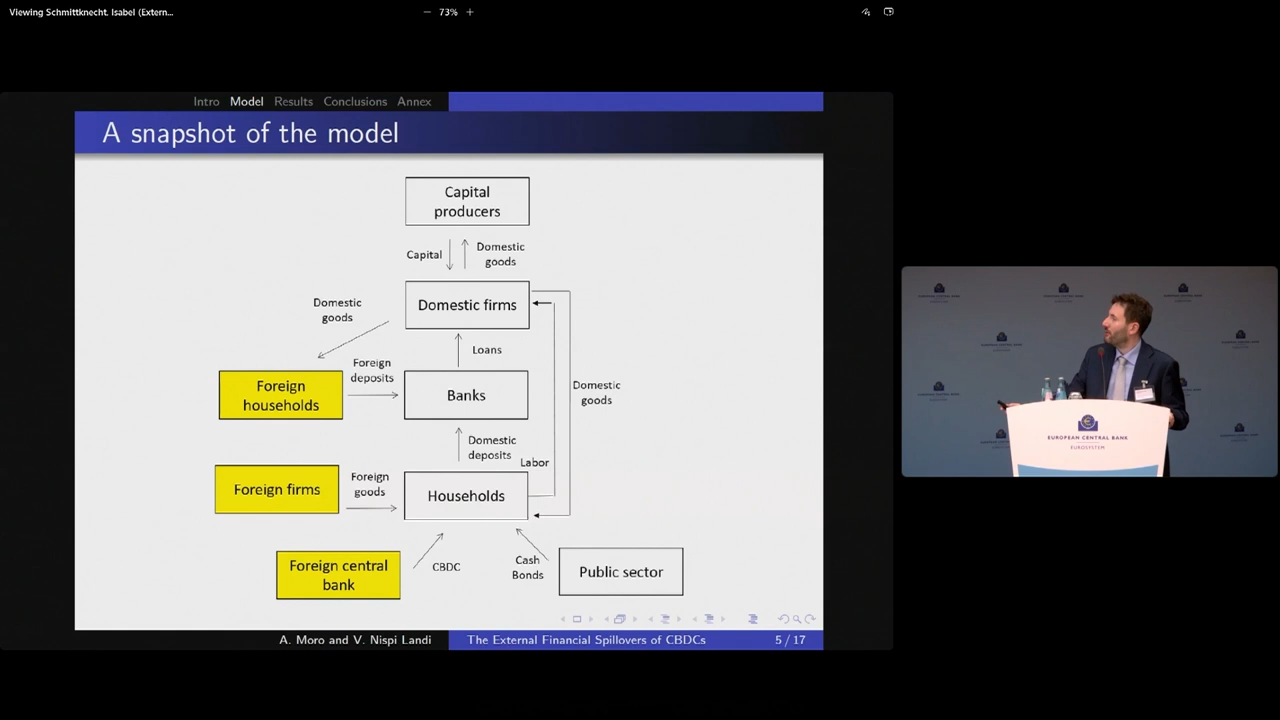 Viewing Schmittknecht, Isabel (Extern...
73%
Intro Model Results Conclusions Annex
A snapshot of the model
Capital
producers
Capital
Domestic
goods
Domestic firms
Domestic
goods
Loans
Foreign
households
Foreign
deposits
Banks
Domestic
goods
Domestic
deposits
Labor
Foreign firms
Foreign
goods
Households
Foreign central
bank
CBDC
Cash
Bonds
Public sector
A. Moro and V. Nispi Landi
The External Financial Spillovers of CBDCs
5 / 17
EUROPEAN CENTRAL BANK
EUROSYSTEM